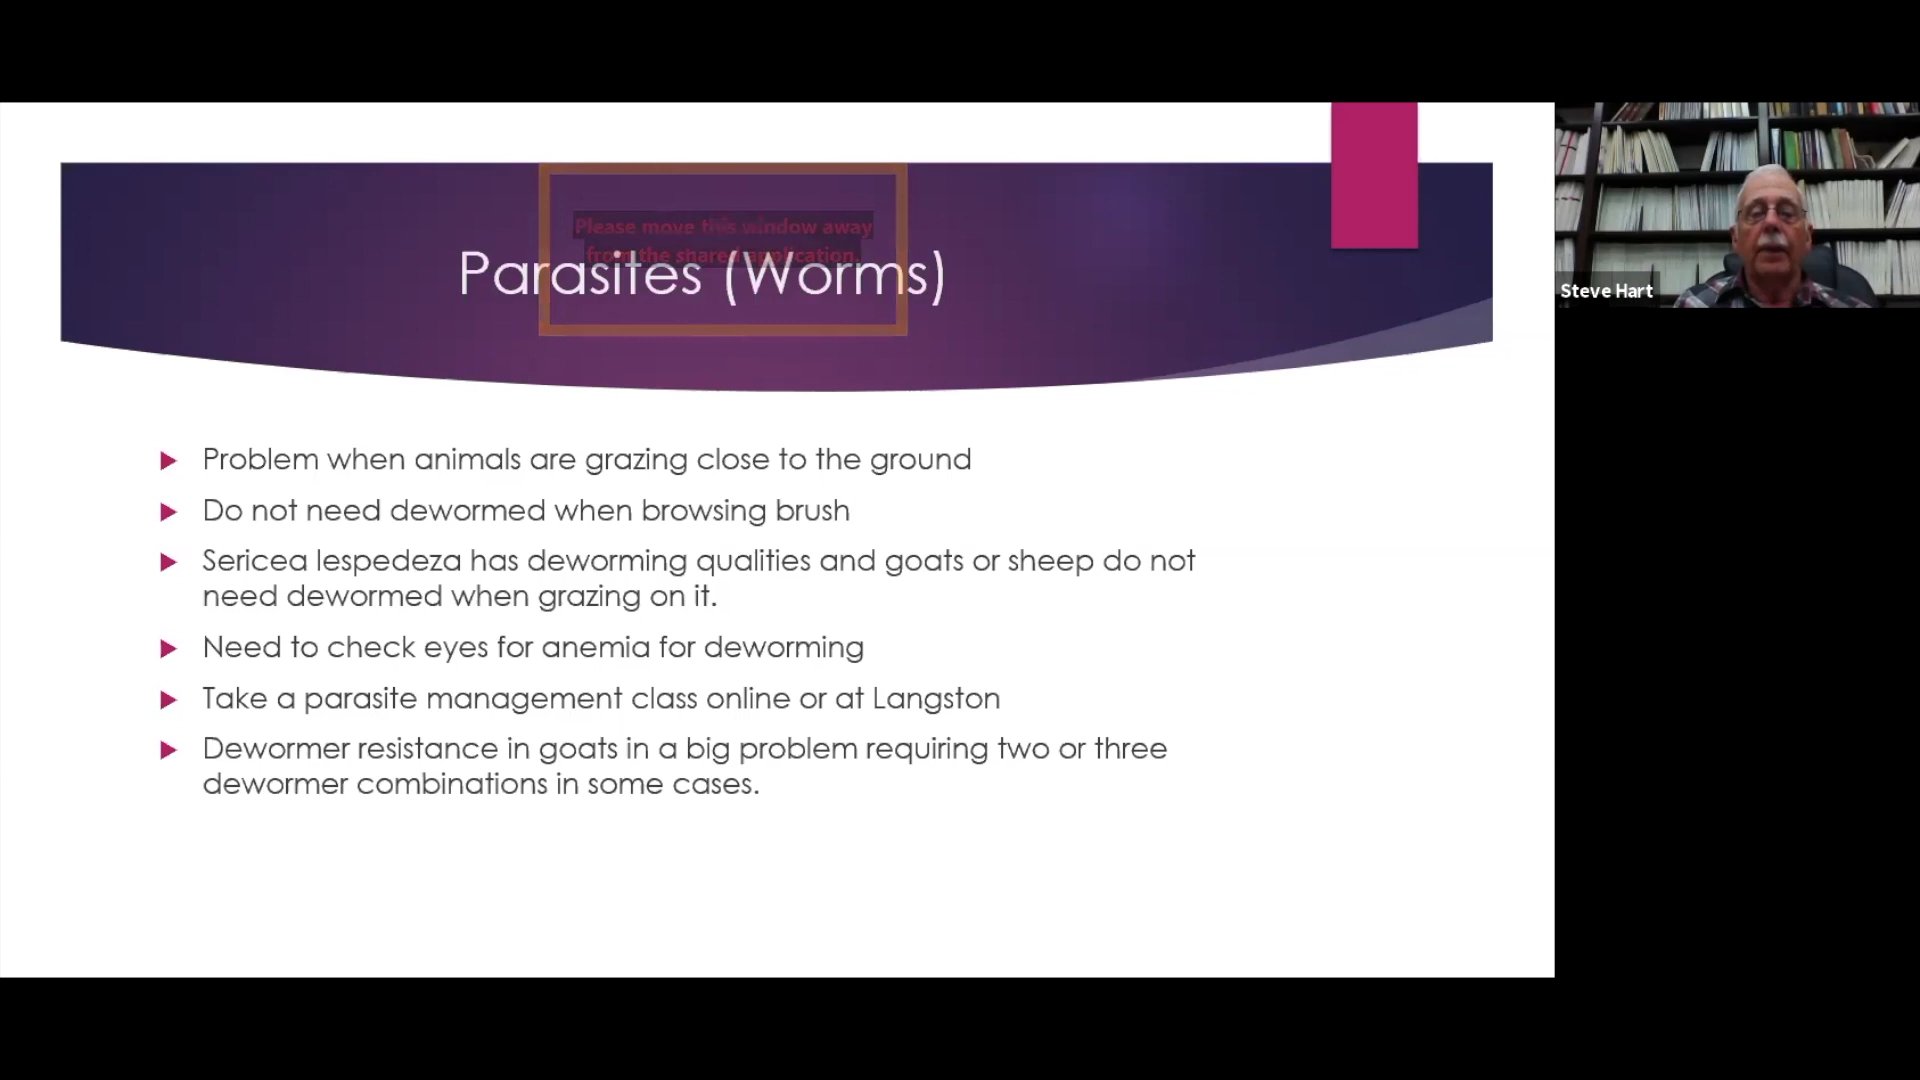 Please move this window away
from the shared application.
Parasites (Worms)
Steve Hart
Problem when animals are grazing close to the ground
Do not need dewormed when browsing brush
Sericea lespedeza has deworming qualities and goats or sheep do not
need dewormed when grazing on it.
Need to check eyes for anemia for deworming
Take a parasite management class online or at Langston
Dewormer resistance in goats in a big problem requiring two or three
dewormer combinations in some cases.